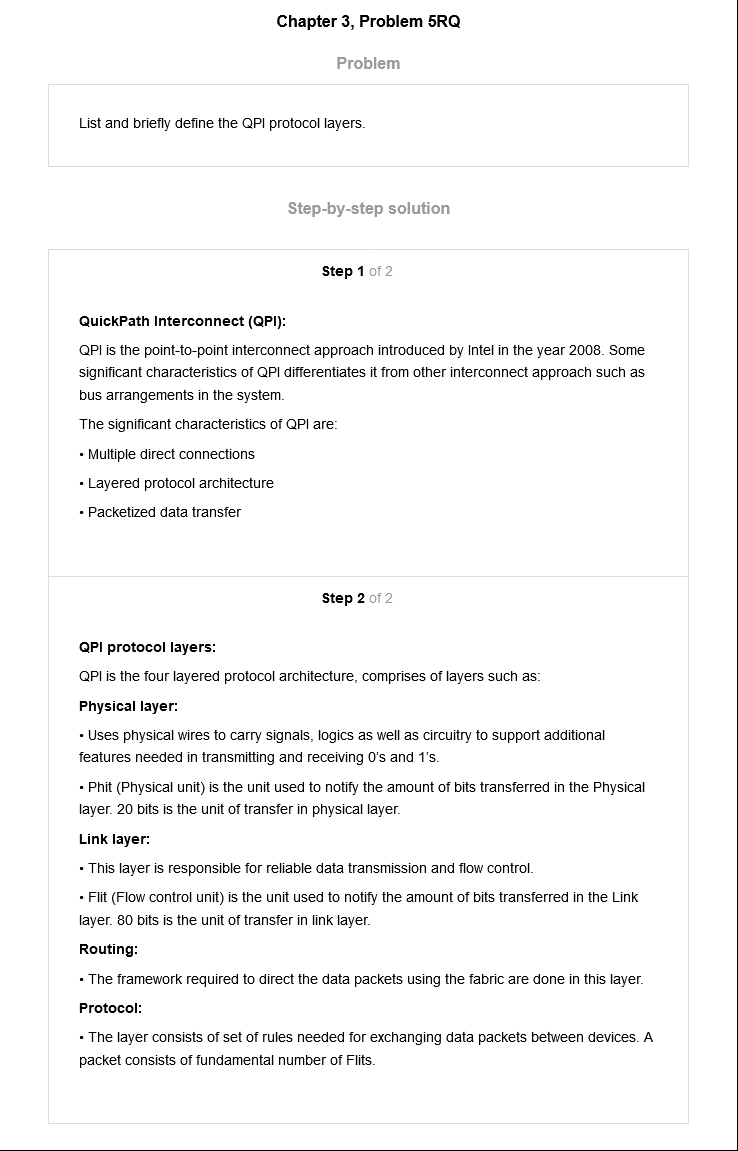 Chapter 3, Problem 5RQ
Problem
List and briefly define the QPI protocol layers.
Step-by-step solution
Step 1 of 2
QuickPath Interconnect (QPI):
QPI is the point-to-point interconnect approach introduced by Intel in the year 2008. Some
significant characteristics of QPI differentiates it from other interconnect approach such as
bus arrangements in the system.
The significant characteristics of QPI are:
• Multiple direct connections
• Layered protocol architecture
• Packetized data transfer
Step 2 of 2
QPI protocol layers:
QPI is the four layered protocol architecture, comprises of layers such as:
Physical layer:
• Uses physical wires to carry signals, logics as well as circuitry to support additional
features needed in transmitting and receiving 0's and 1's.
• Phit (Physical unit) is the unit used to notify the amount of bits transferred in the Physical
layer. 20 bits is the unit of transfer in physical layer.
Link layer:
• This layer is responsible for reliable data transmission and flow control.
• Flit (Flow control unit) is the unit used to notify the amount of bits transferred in the Link
layer. 80 bits is the unit of transfer in link layer.
Routing:
• The framework required to direct the data packets using the fabric are done in this layer.
Protocol:
• The layer consists of set of rules needed for exchanging data packets between devices. A
packet consists of fundamental number of Flits.